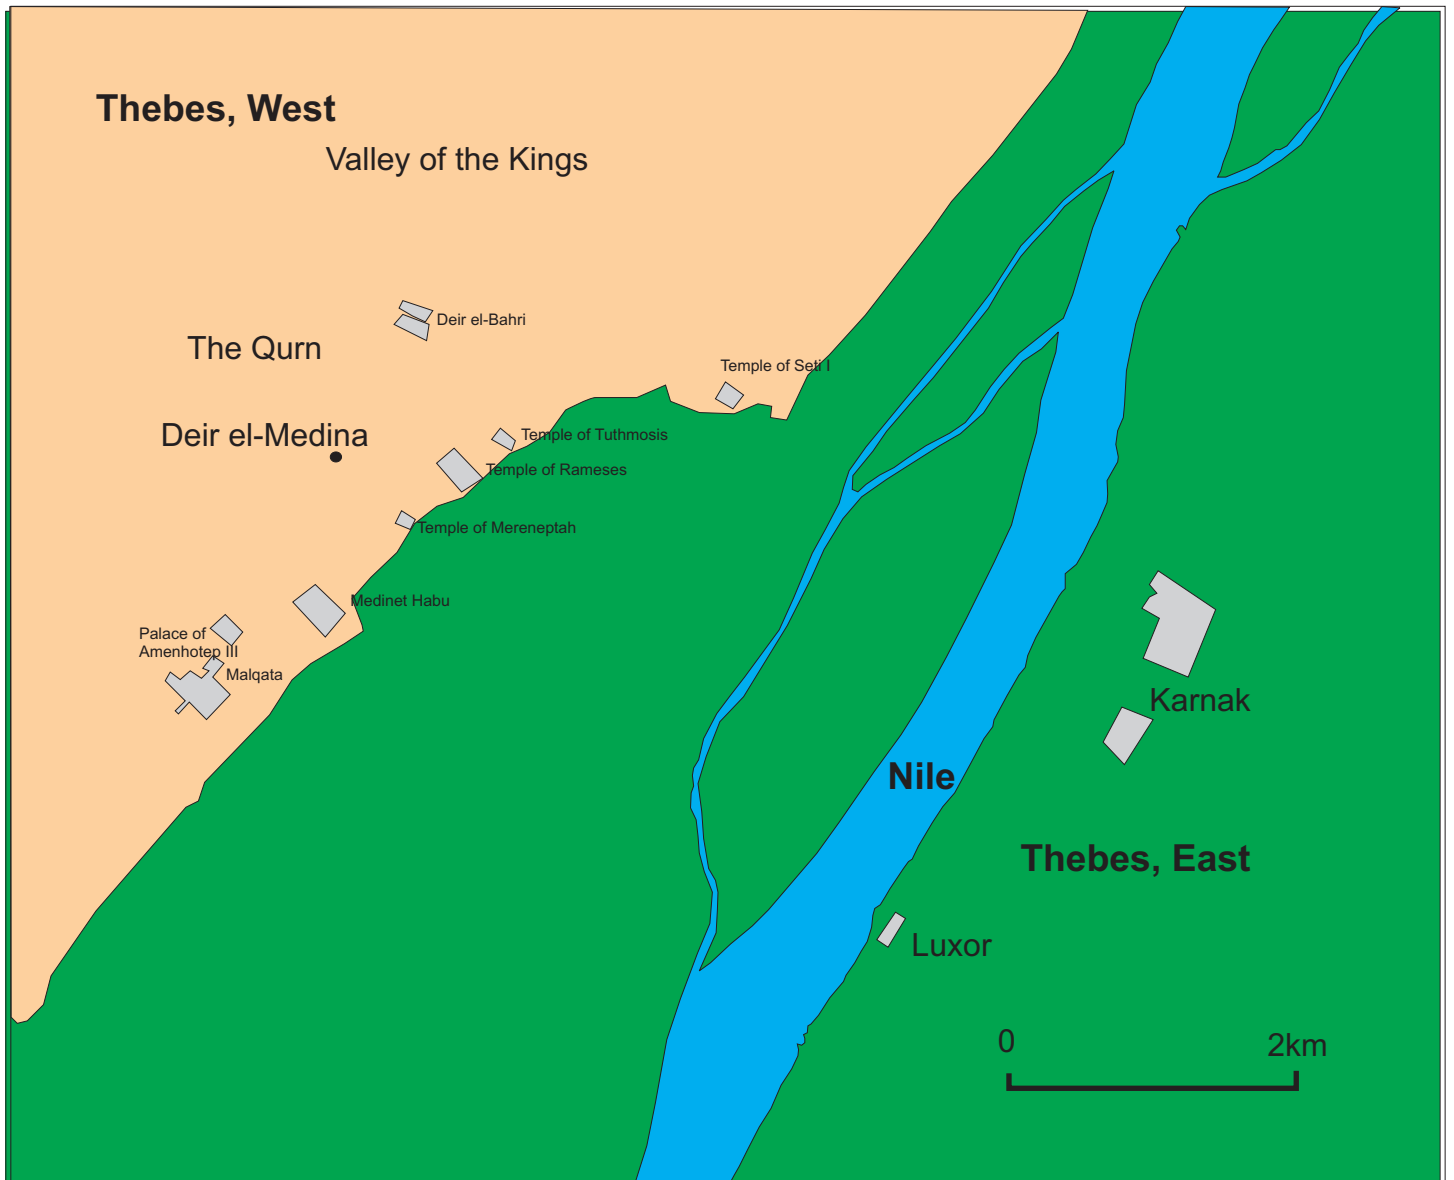 Thebes, West
Valley of the Kings
Deir el-Bahri
The Qurn
Temple of Seti I
Deir el-Medina
Temple of Tuthmosis
Temple of Rameses
Temple of Mereneptah
Medinet Habu
Palace of
Amenhotep III
Malqata
Karnak
Nile
Thebes, East
Luxor
0
2km